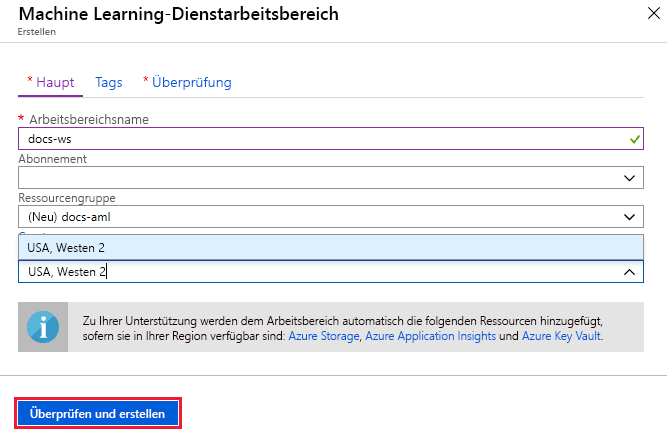 Machine Learning-Dienstarbeitsbereich
Erstellen
* Haupt Tags * Überprüfung
* Arbeitsbereichsname
docs-ws
Abonnement
Ressourcengruppe
(Neu) docs-aml
USA, Westen 2
USA, Westen 2
Zu Ihrer Unterstützung werden dem Arbeitsbereich automatisch die folgenden Ressourcen hinzugefügt,
sofern sie in Ihrer Region verfügbar sind: Azure Storage, Azure Application Insights und Azure Key Vault.
Überprüfen und erstellen